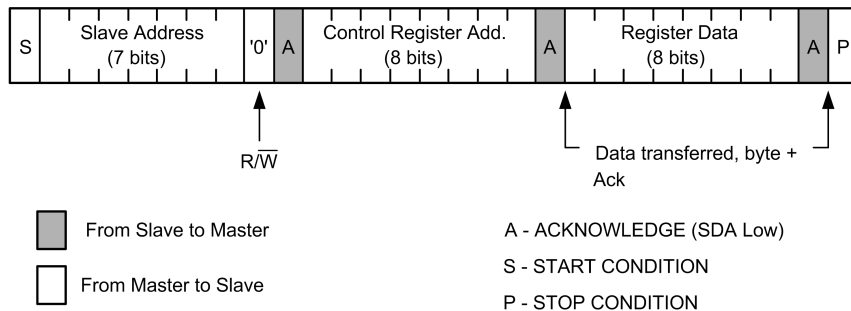 S Slave Address (7 bits) '0' A Control Register Add. (8 bits) A Register Data (8 bits) A P
R/W̅
Data transferred, byte +
Ack
From Slave to Master
From Master to Slave
A - ACKNOWLEDGE (SDA Low)
S - START CONDITION
P - STOP CONDITION